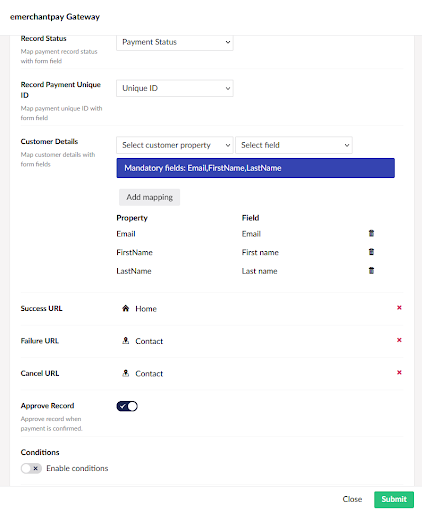 emerchantpay Gateway
Record Status
Payment Status
Map payment record status
with form field
Record Payment Unique
ID
Unique ID
Map payment unique ID with
form field
Customer Details
Select customer property
Select field
Map customer details with
form fields
Mandatory fields: Email,FirstName,LastName
Add mapping
Property
Field
Email
Email
FirstName
First name
LastName
Last name
Success URL
Home
Failure URL
Contact
Cancel URL
Contact
Approve Record
Approve record when
payment is confirmed.
Conditions
Enable conditions
Close
Submit